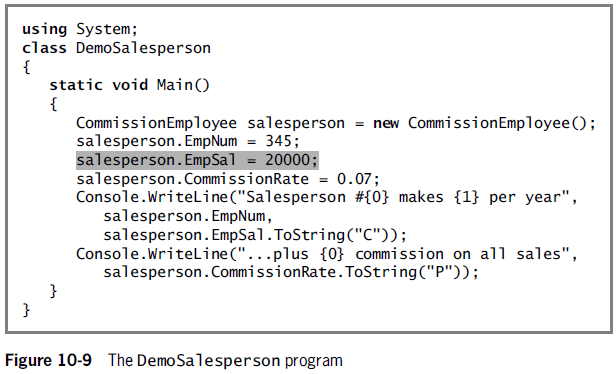 using System;
class DemoSalesperson
{
   static void Main()
   {
      CommissionEmployee salesperson = new CommissionEmployee();
      salesperson.EmpNum = 345;
      salesperson.EmpSal = 20000;
      salesperson.CommissionRate = 0.07;
      Console.WriteLine("Salesperson #{0} makes {1} per year",
         salesperson.EmpNum,
         salesperson.EmpSal.ToString("C"));
      Console.WriteLine("...plus {0} commission on all sales",
         salesperson.CommissionRate.ToString("P"));
   }
}
Figure 10-9 The DemoSalesperson program